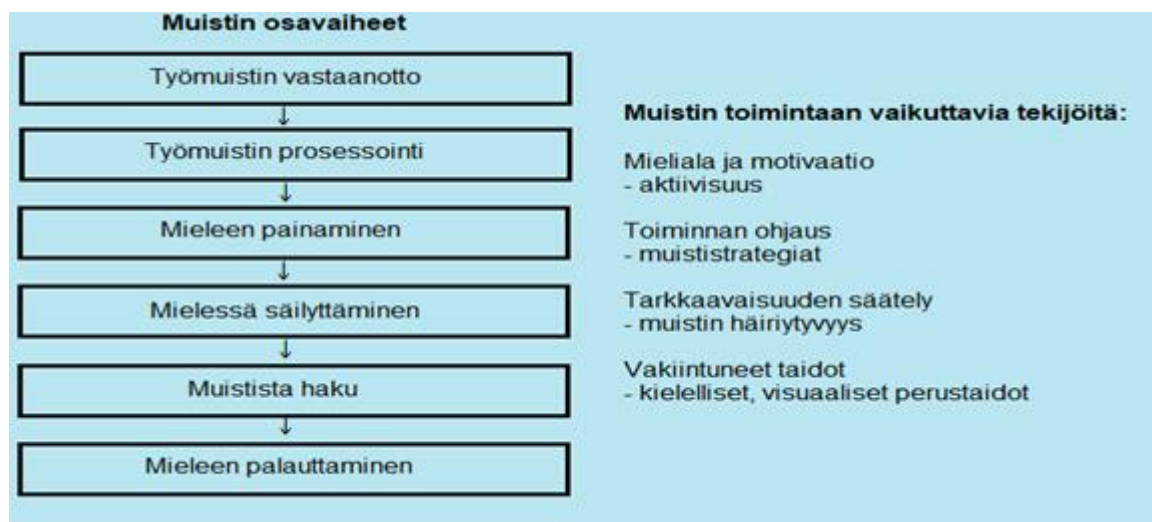 Muistin osavaiheet
Työmuistin vastaanotto
↓
Työmuistin prosessointi
↓
Mieleen painaminen
↓
Mielessä säilyttäminen
↓
Muistista haku
↓
Mieleen palauttaminen
Muistin toimintaan vaikuttavia tekijöitä:
Mieliala ja motivaatio
- aktiivisuus
Toiminnan ohjaus
- muististrategiat
Tarkkaavaisuuden säätely
- muistin häiriytyvyys
Vakiintuneet taidot
- kielelliset, visuaaliset perustaidot